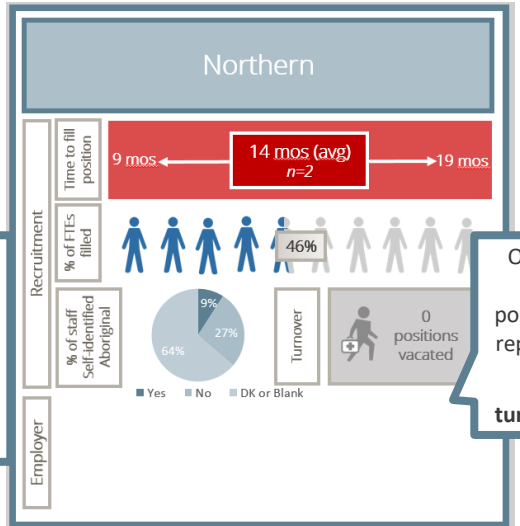 Northern
Time to fill
position
9 mos
14 mos (avg)
n=2
19 mos
Recruitment
% of FTEs
filled
46%
% of staff
Self-identified
Aboriginal
9%
27%
64%
Yes
No
DK or Blank
Turnover
0
positions
vacated
Employer
O
po
rep
tur